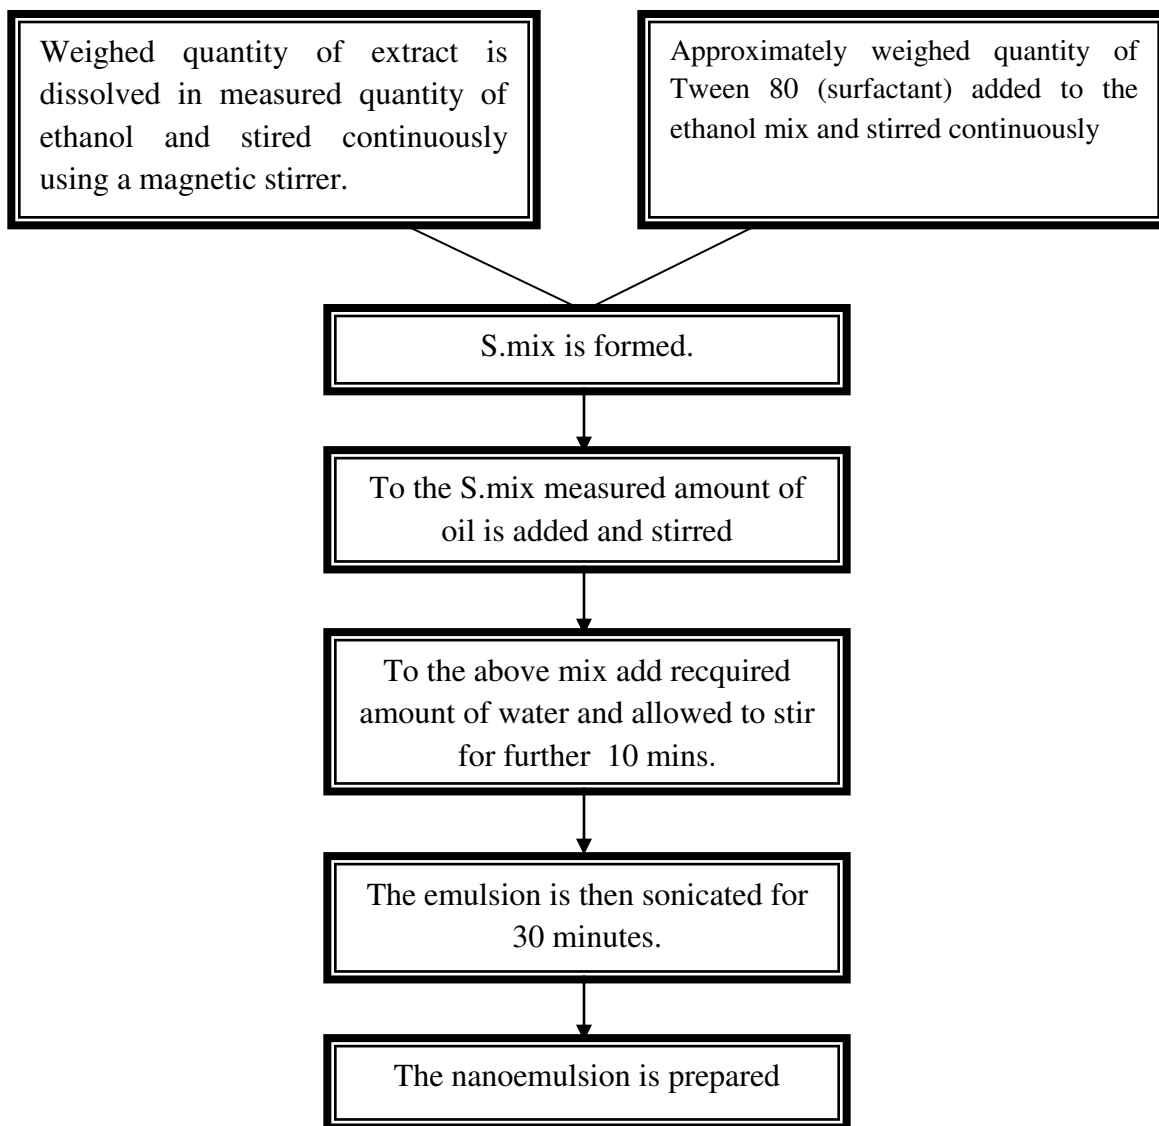 Weighed quantity of extract is
dissolved in measured quantity of
ethanol and stired continuously
using a magnetic stirrer.
Approximately weighed quantity of
Tween 80 (surfactant) added to the
ethanol mix and stirred continuously
S.mix is formed.
To the S.mix measured amount of
oil is added and stirred
To the above mix add recquired
amount of water and allowed to stir
for further 10 mins.
The emulsion is then sonicated for
30 minutes.
The nanoemulsion is prepared